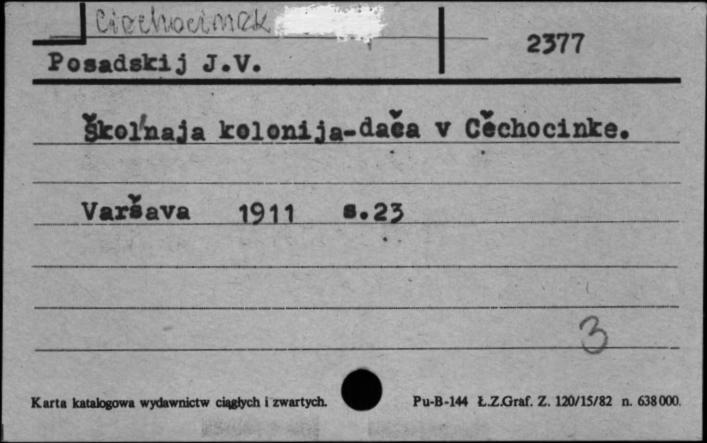 Ciechocinek
2377
Posadskij J.V.
Škol'naja kolonija-dača v Cěchocinke.
Varšava 1911 s.23
3
Karta katalogowa wydawnictw ciągłych i zwartych.
Pu-B-144 Ł.Z.Graf. Z. 120/15/82 n. 638000.